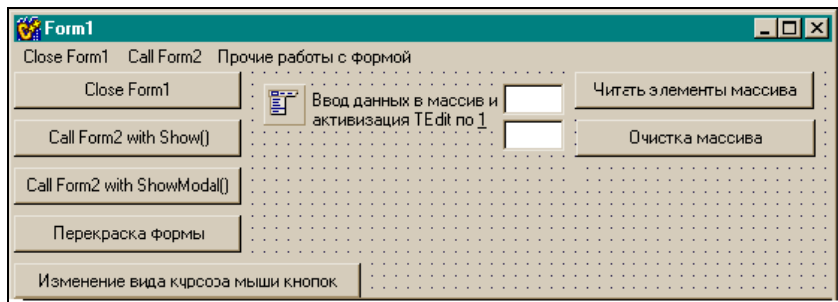 Form1
Close Form1 Call Form2 Прочие работы с формой
Close Form1
Ввод данных в массив и
активизация TEdit по 1
Читать элементы массива
Call Form2 with Show()
Очистка массива
Call Form2 with ShowModal()
Перекраска формы
Изменение вида курсора мыши кнопок